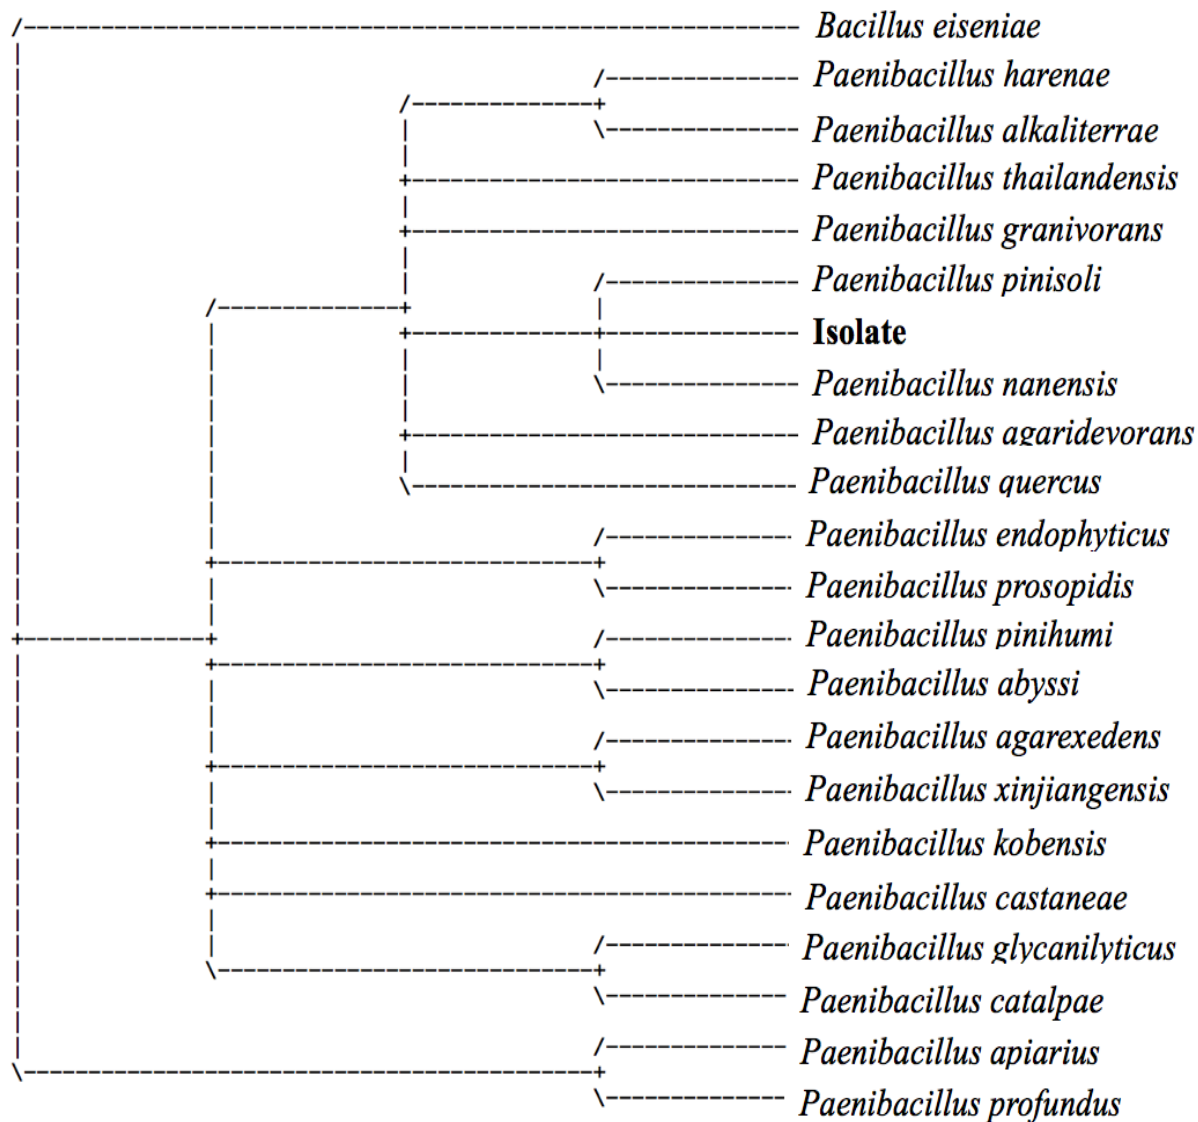 Bacillus eiseniae
Paenibacillus harenae
Paenibacillus alkaliterrae
Paenibacillus thailandensis
Paenibacillus granivorans
Paenibacillus pinisoli
Isolate
Paenibacillus nanensis
Paenibacillus agaridevorans
Paenibacillus quercus
Paenibacillus endophyticus
Paenibacillus prosopidis
Paenibacillus pinihumi
Paenibacillus abyssi
Paenibacillus agarexedens
Paenibacillus xinjiangensis
Paenibacillus kobensis
Paenibacillus castaneae
Paenibacillus glycanilyticus
Paenibacillus catalpae
Paenibacillus apiarius
Paenibacillus profundus